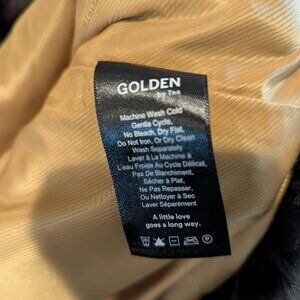 GOLDEN
by Tna
Machine Wash Cold
Gentle Cycle,
No Bleach, Dry Flat,
Do Not Iron, Or Dry Clean
Wash Separately
Laver À La Machine À
L'eau Froide Au Cycle Délicat,
Pas De Blanchiment,
Sécher à Plat,
Ne Pas Repasser,
Ou Nettoyer à Sec
Laver Séparément
A little love
goes a long way.